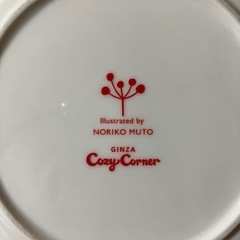 Illustrated by
NORIKO MUTO
GINZA
Cozy Corner